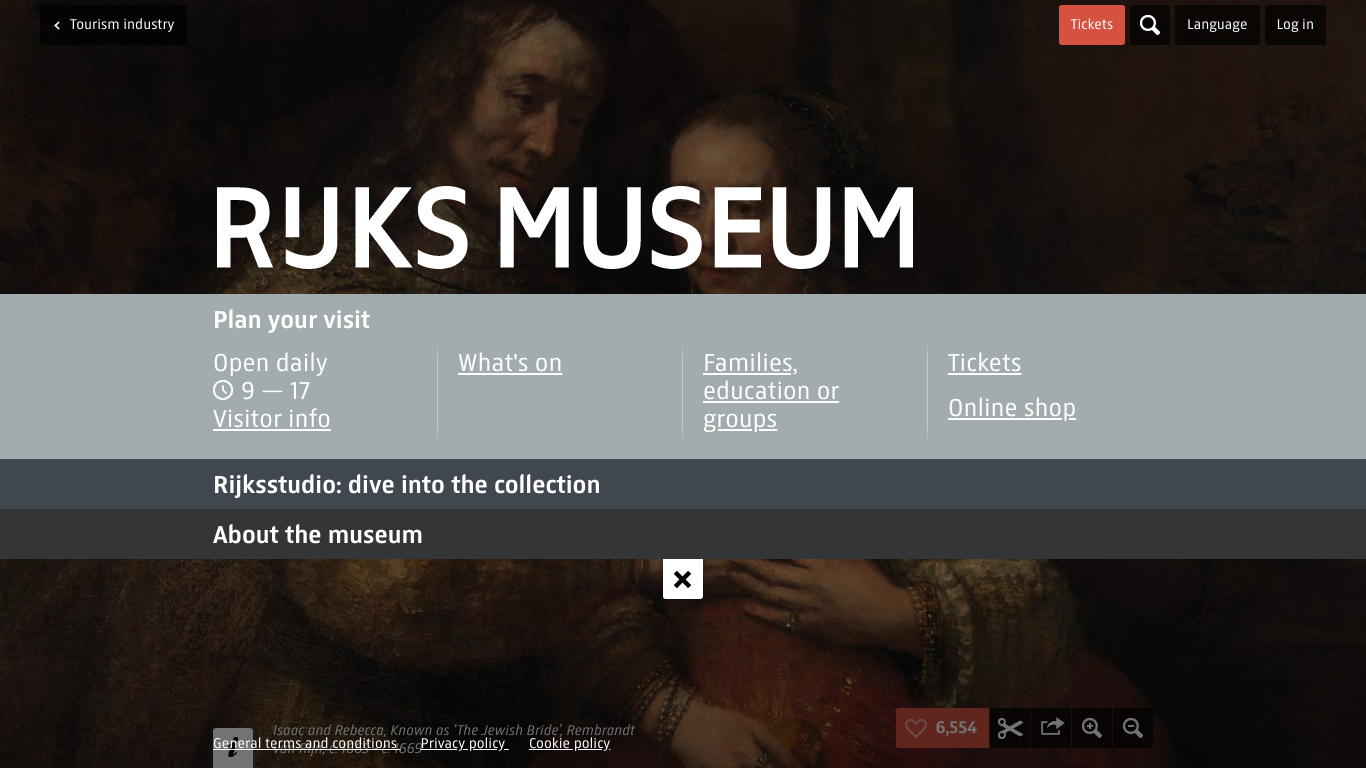 Tourism industry
Tickets
Language
Log in
RIJKS MUSEUM
Plan your visit
Open daily
9 — 17
Visitor info
What's on
Families,
education or
groups
Tickets
Online shop
Rijksstudio: dive into the collection
About the museum
Isaac and Rebecca, Known as ‘The Jewish Bride’, Rembrandt
van Rijn, c. 1665 - c. 1669
General terms and conditions
Privacy policy
Cookie policy
6,554